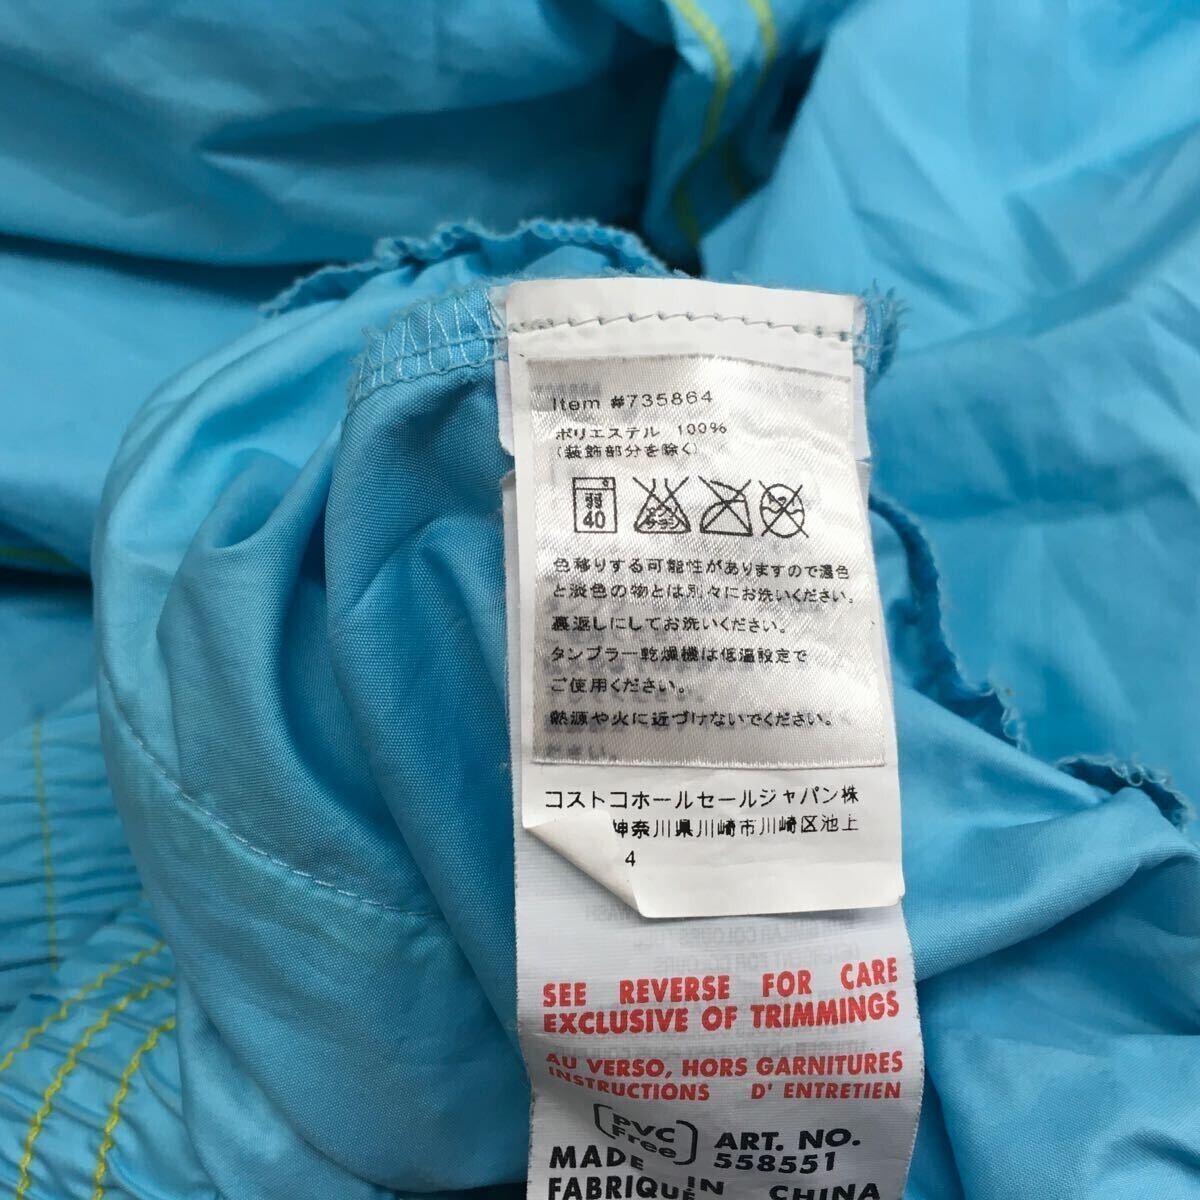 Item #735864
ポリエステル 100%
(装飾部分を除く)
40
色移りする可能性がありますので濃色
と淡色の物とは別々にお洗いください。
裏返しにしてお洗いください。
タンブラー乾燥機は低温設定で
ご使用ください。
熱源や火に近づけないでください。
コストコホールセールジャパン株
神奈川県川崎市川崎区池上
4
SEE REVERSE FOR CARE
EXCLUSIVE OF TRIMMINGS
AU VERSO, HORS GARNITURES
INSTRUCTIONS D' ENTRETIEN
PVC
Free
ART. NO.
558551
MADE IN CHINA
FABRIQUÉ